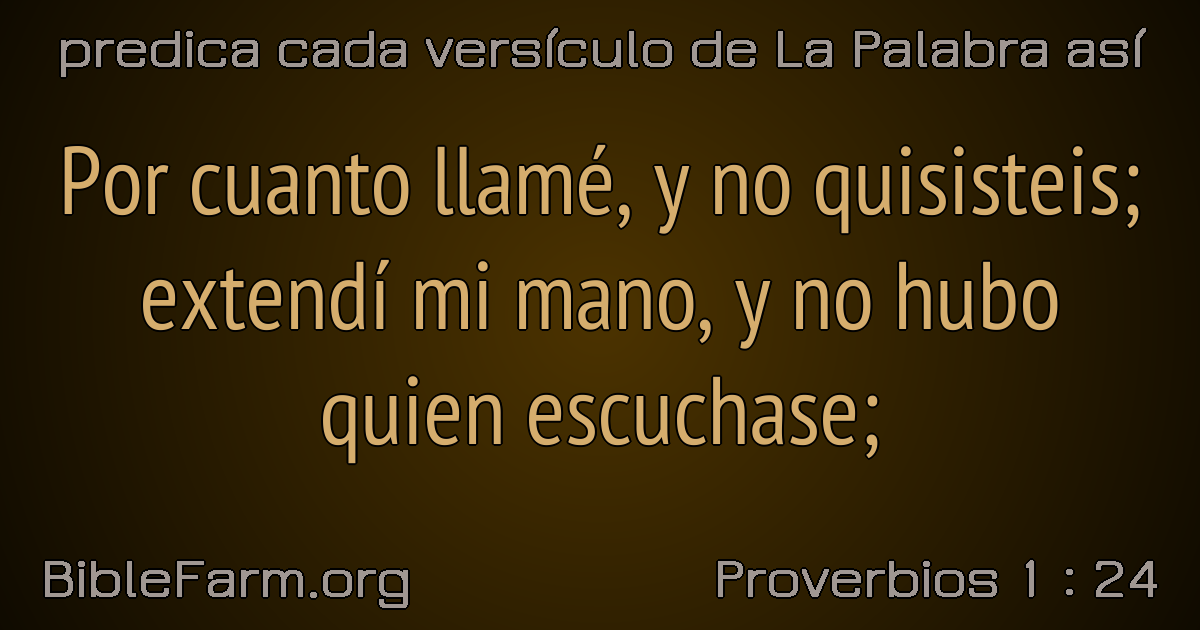 predica cada versículo de La Palabra así
Por cuanto llamé, y no quisisteis;
extendí mi mano, y no hubo
quien escuchase;
BibleFarm.org
Proverbios 1 : 24